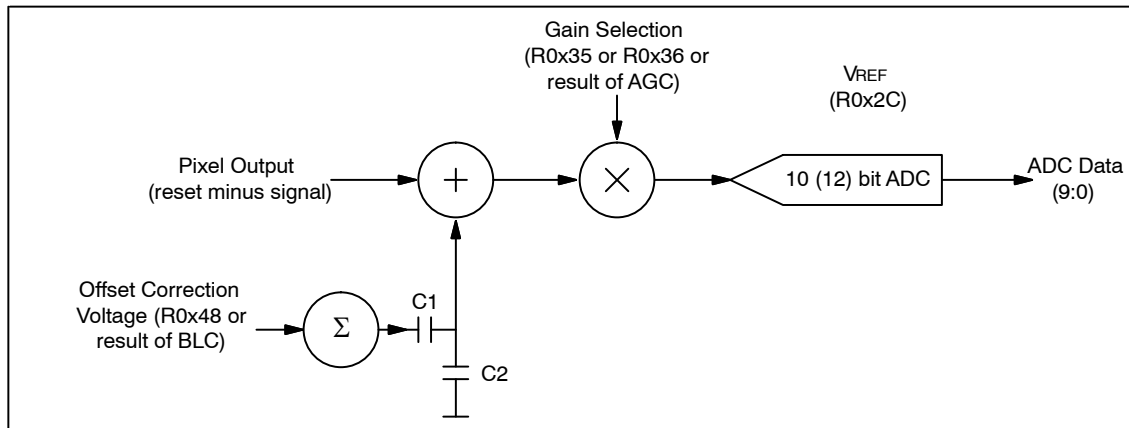 Gain Selection
(R0x35 or R0x36 or
result of AGC)
VREF
(R0x2C)
Pixel Output
(reset minus signal)
+
×
10 (12) bit ADC
ADC Data
(9:0)
Offset Correction
Voltage (R0x48 or
result of BLC)
Σ
C1
C2